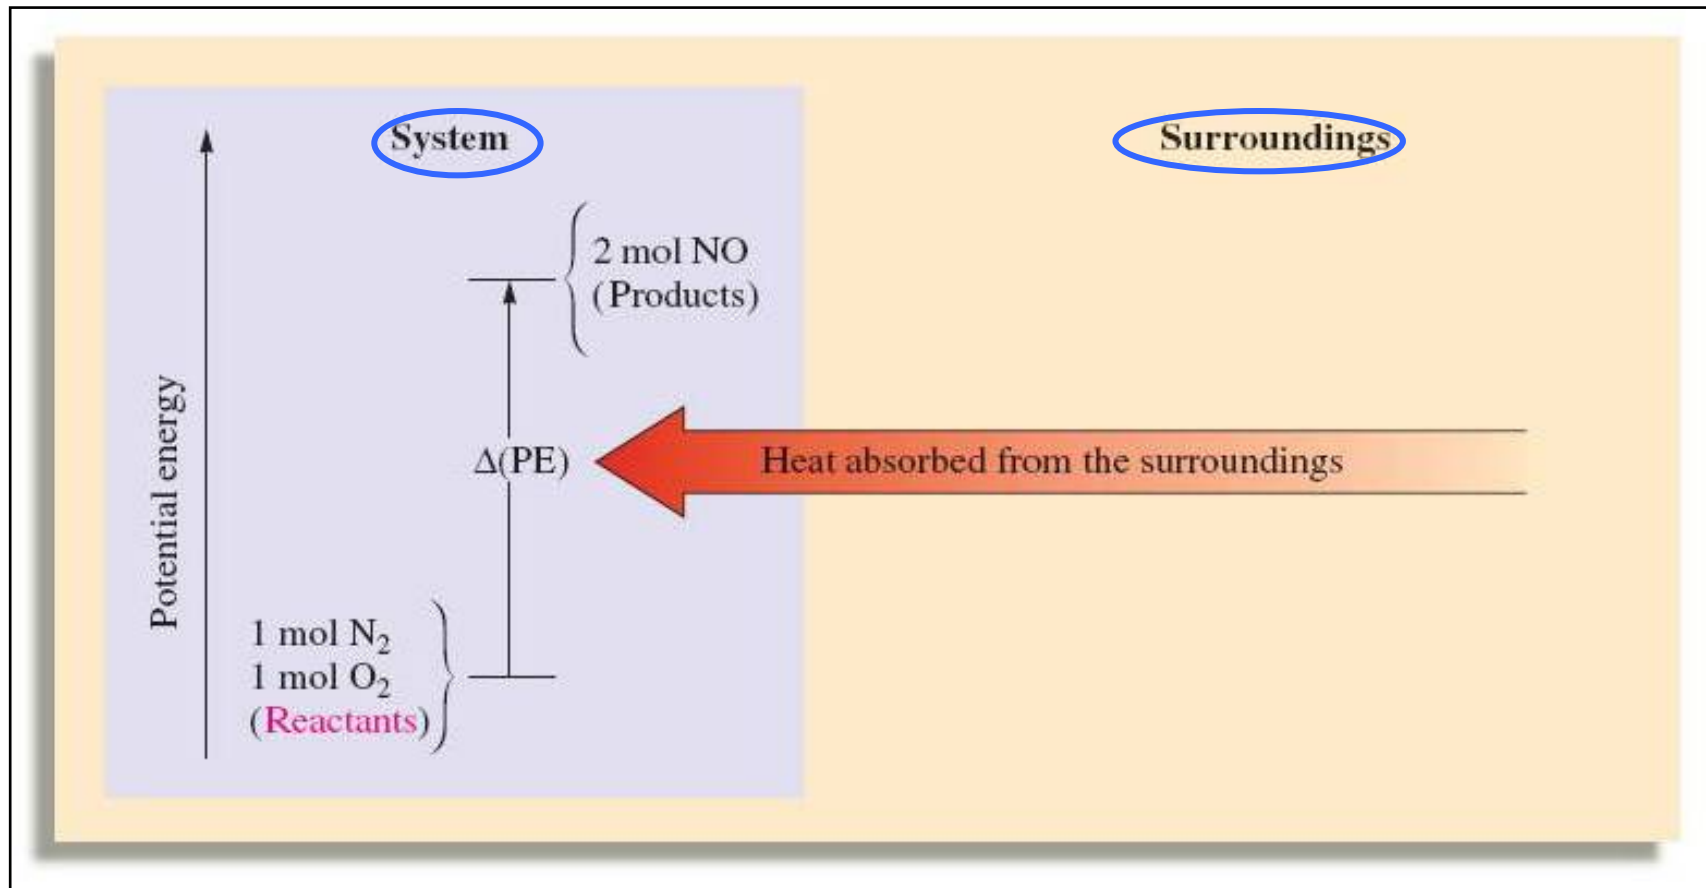 System
Surroundings
2 mol NO
(Products)
Potential energy
Δ(PE)
Heat absorbed from the surroundings
1 mol N₂
1 mol O₂
(Reactants)